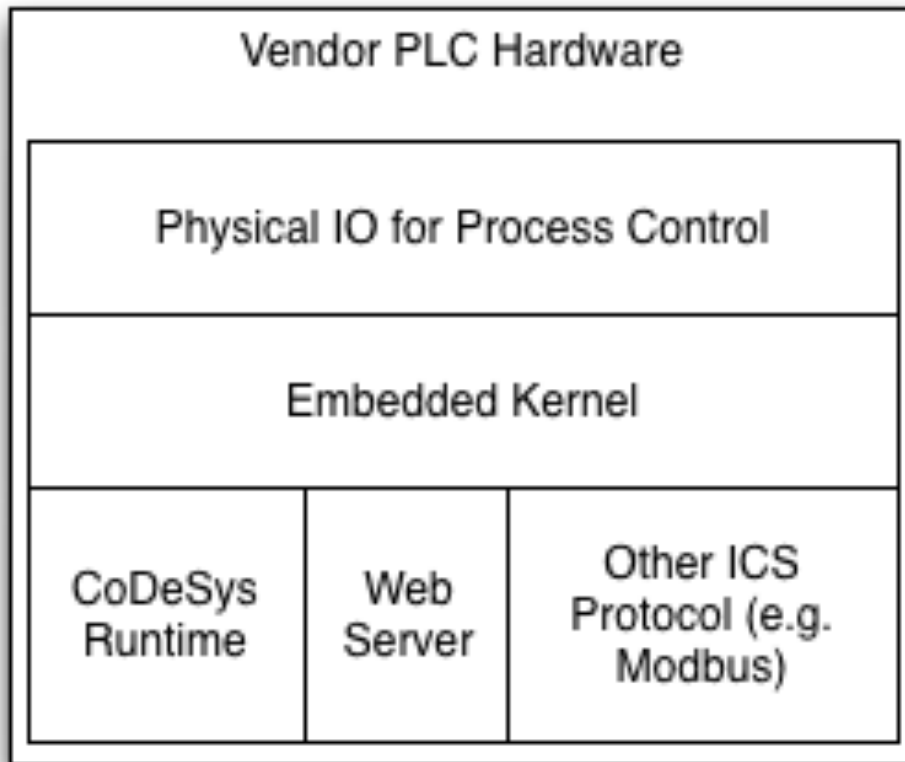 Vendor PLC Hardware
Physical IO for Process Control
Embedded Kernel
CoDeSys
Runtime
Web
Server
Other ICS
Protocol (e.g.
Modbus)